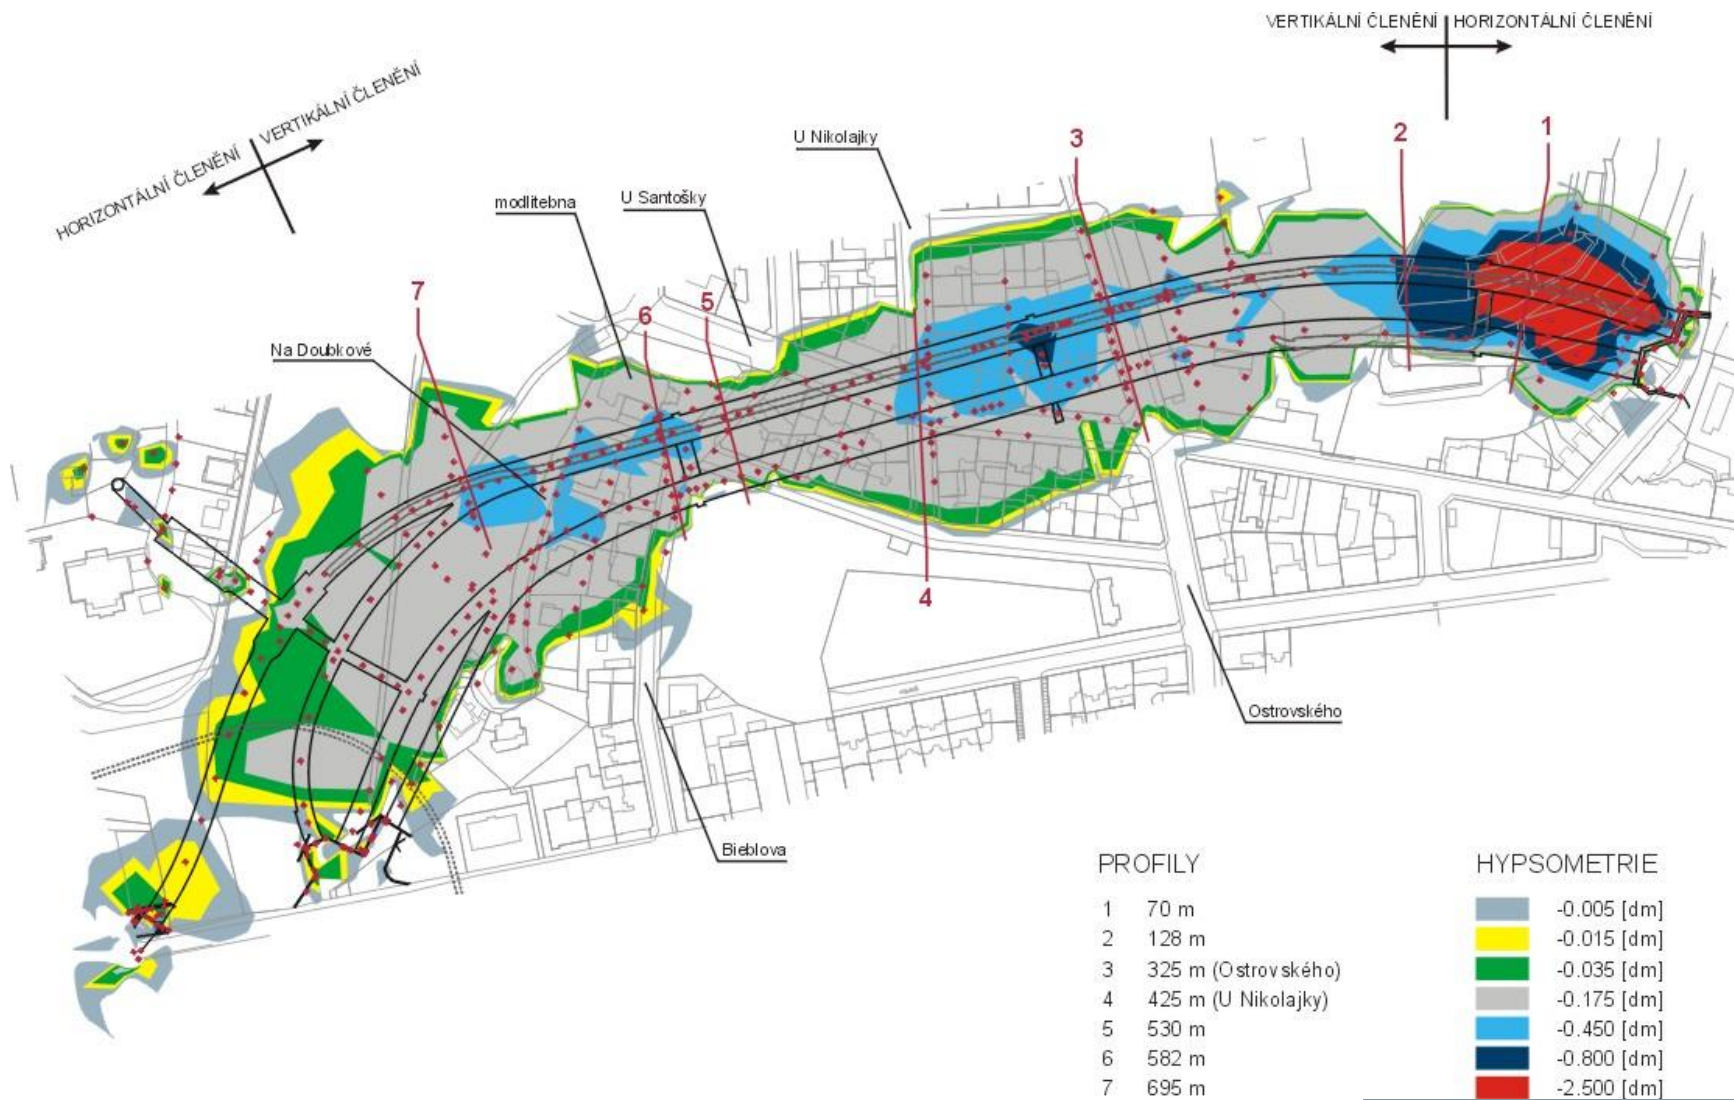 VERTIKÁLNÍ ČLENĚNÍ
HORIZONTÁLNÍ ČLENĚNÍ
HORIZONTÁLNÍ ČLENĚNÍ
VERTIKÁLNÍ ČLENĚNÍ
1
2
3
U Nikolajky
U Santošky
modlitebna
7
5
6
Na Doubkové
4
Ostrovského
Bieblova
PROFILY
1 70 m
2 128 m
3 325 m (Ostrovského)
4 425 m (U Nikolajky)
5 530 m
6 582 m
7 695 m
HYPSOMETRIE
-0.005 [dm]
-0.015 [dm]
-0.035 [dm]
-0.175 [dm]
-0.450 [dm]
-0.800 [dm]
-2.500 [dm]